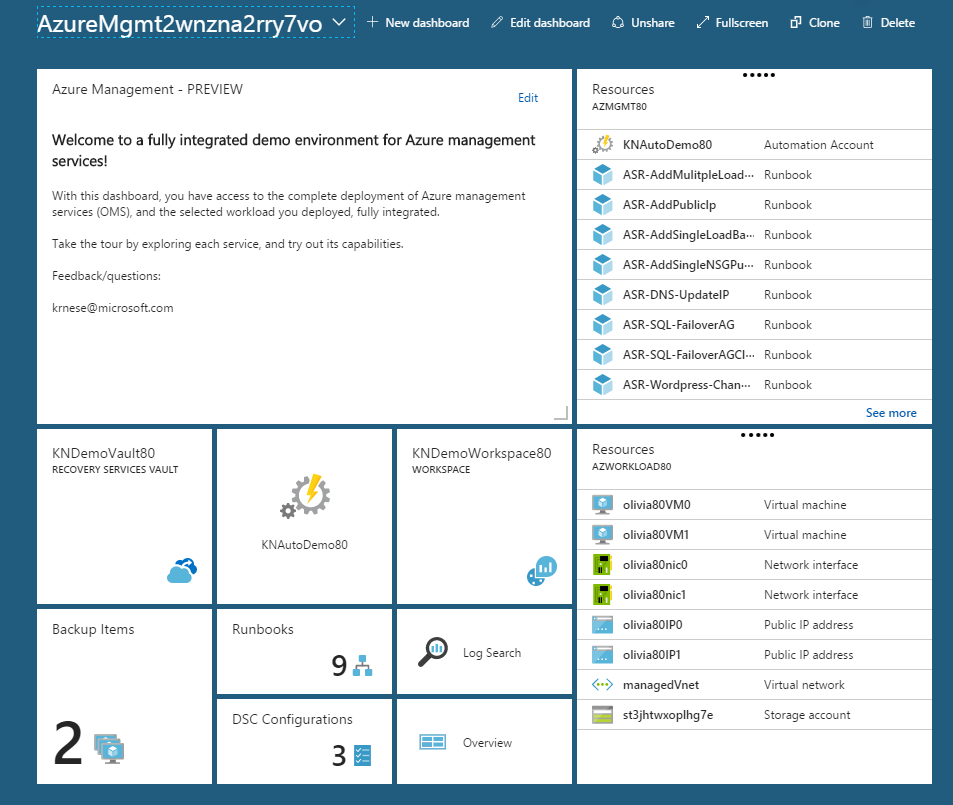 AzureMgmt2wnzna2rry7vo
New dashboard
Edit dashboard
Unshare
Fullscreen
Clone
Delete
Azure Management - PREVIEW
Edit
Welcome to a fully integrated demo environment for Azure management
services!
With this dashboard, you have access to the complete deployment of Azure management
services (OMS), and the selected workload you deployed, fully integrated.
Take the tour by exploring each service, and try out its capabilities.
Feedback/questions:
krnese@microsoft.com
Resources
AZMGMT80
KNAutoDemo80 Automation Account
ASR-AddMulitpleLoad··· Runbook
ASR-AddPublicIp Runbook
ASR-AddSingleLoadBa··· Runbook
ASR-AddSingleNSGPu··· Runbook
ASR-DNS-UpdateIP Runbook
ASR-SQL-FailoverAG Runbook
ASR-SQL-FailoverAGCl··· Runbook
ASR-Wordpress-Chan··· Runbook
See more
KNDemoVault80
RECOVERY SERVICES VAULT
KNAutoDemo80
KNDemoWorkspace80
WORKSPACE
Backup Items
2
Runbooks
9
DSC Configurations
3
Log Search
Overview
Resources
AZWORKLOAD80
olivia80VM0 Virtual machine
olivia80VM1 Virtual machine
olivia80nic0 Network interface
olivia80nic1 Network interface
olivia80IP0 Public IP address
olivia80IP1 Public IP address
managedVnet Virtual network
st3jhtwxoplhg7e Storage account